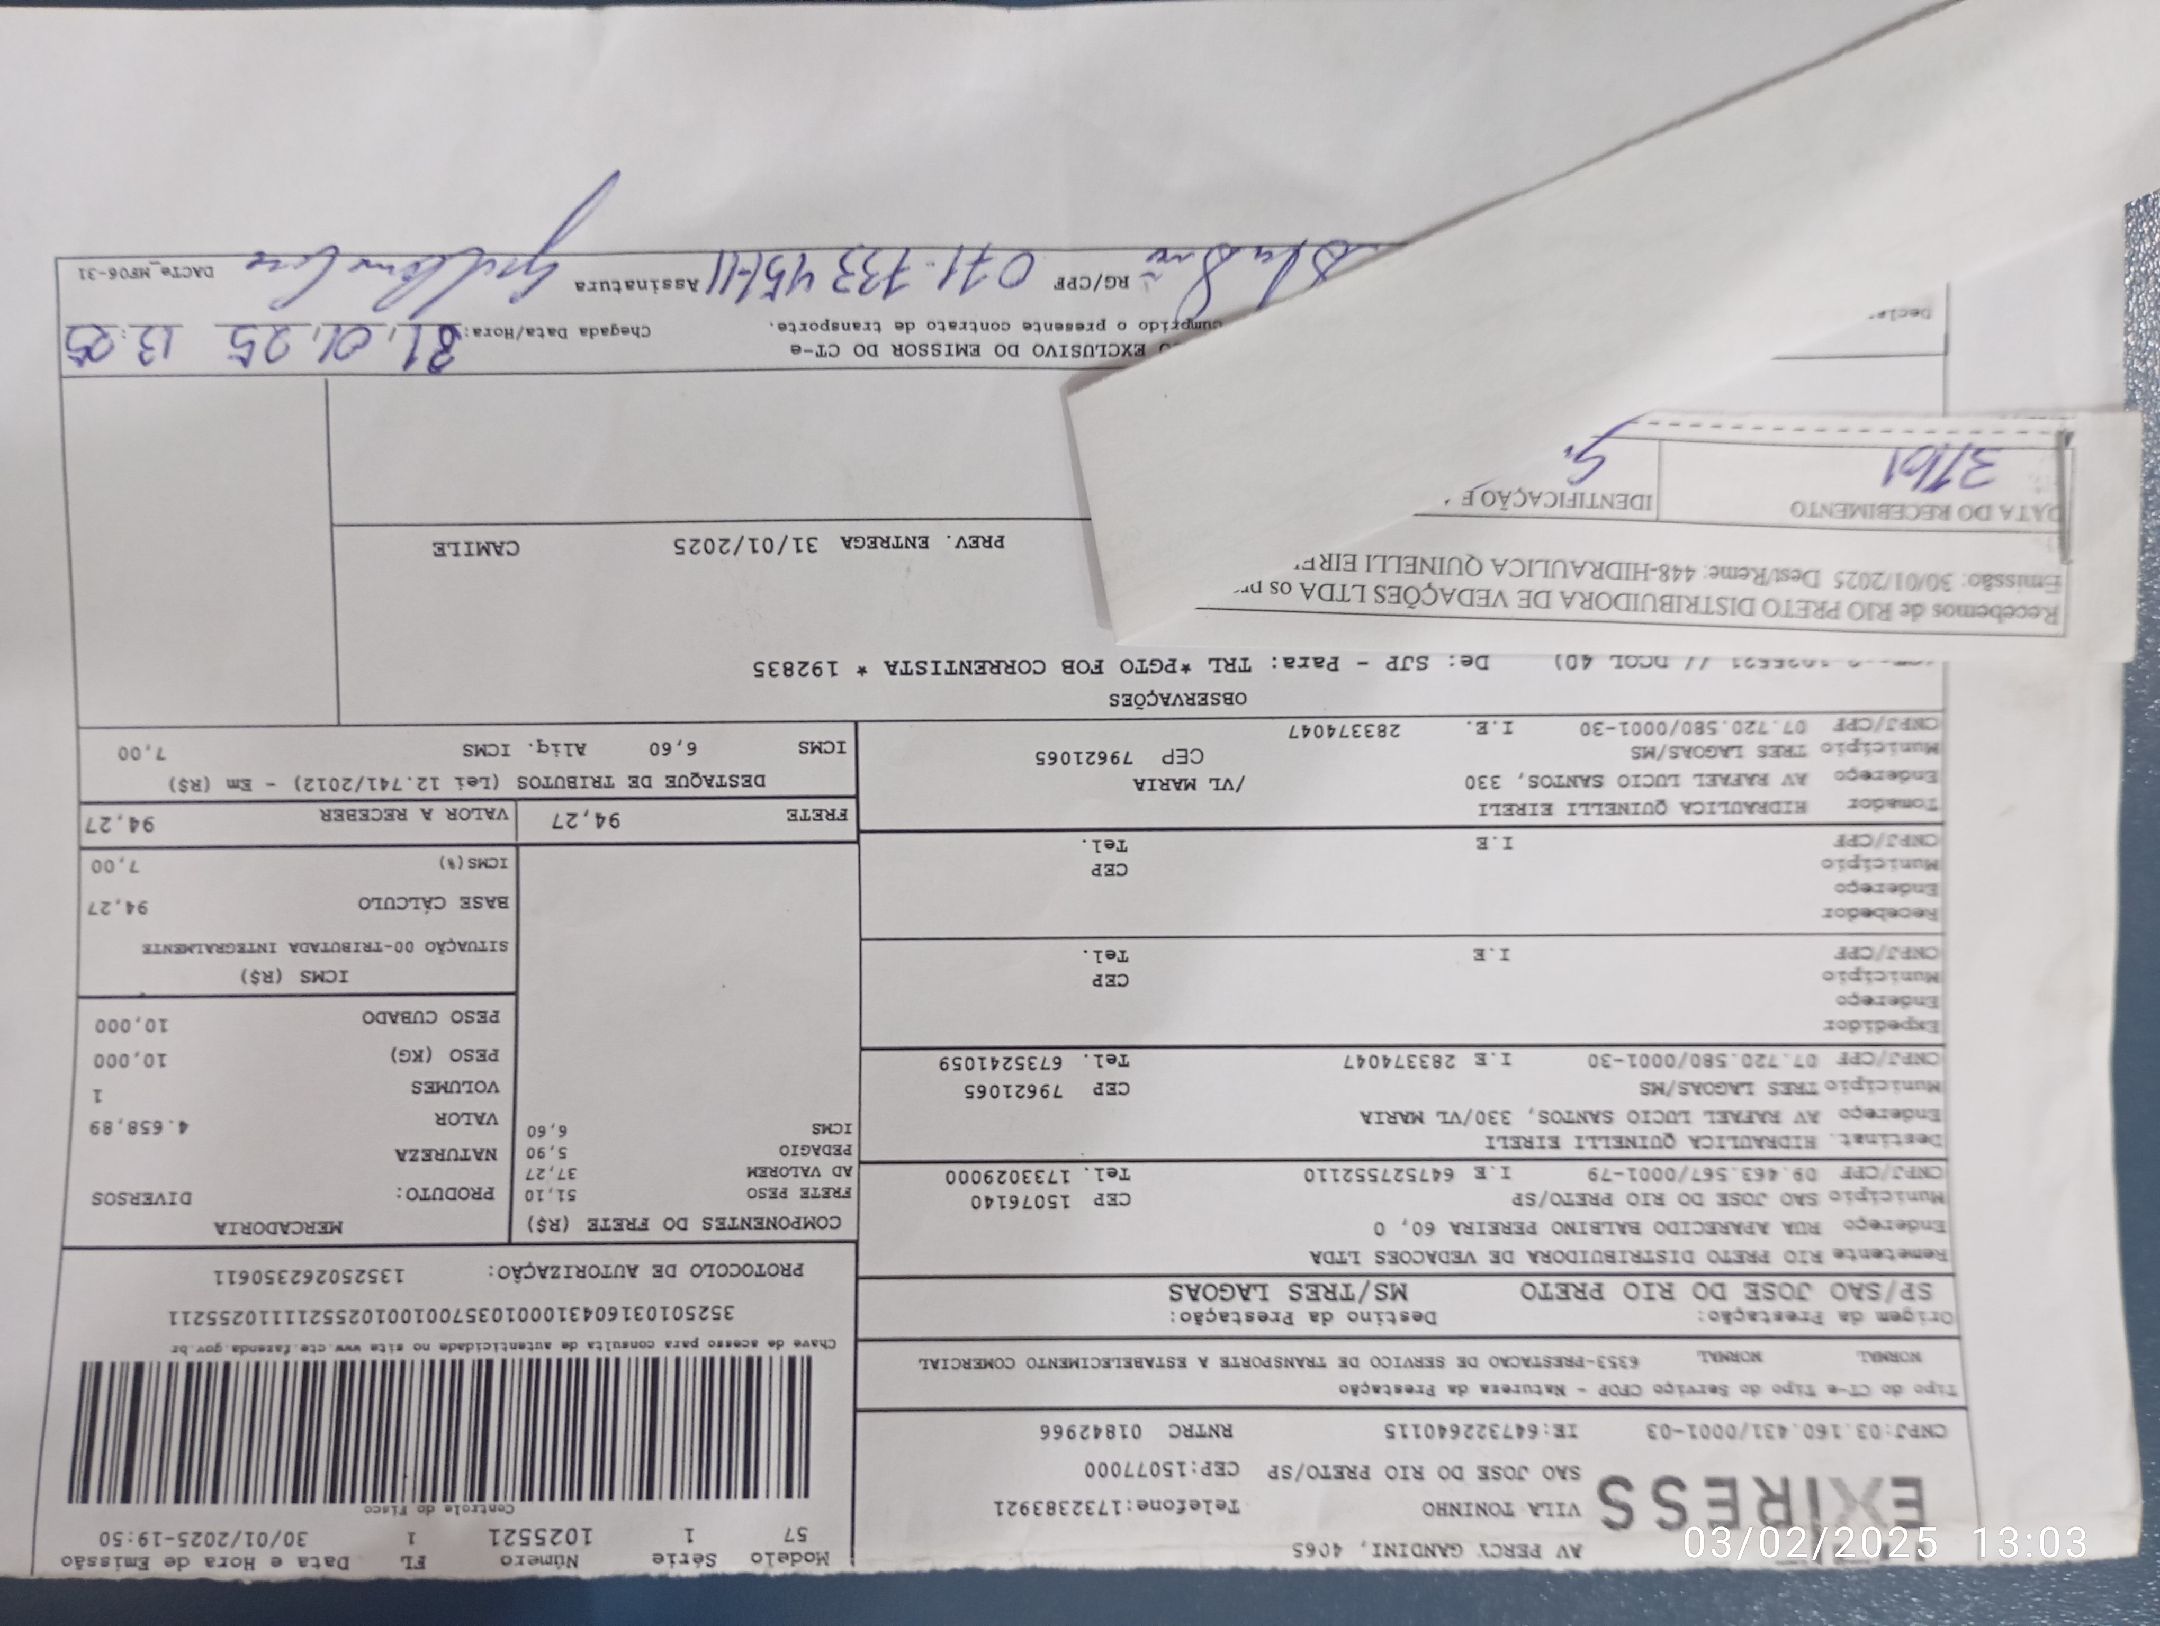 AV PERCY GANDINI, 4065
EXPRESS
VILA TONINHO Telefone:1732383921
SAO JOSE DO RIO PRETO/SP CEP:15077000
CNPJ:03.160.431/0001-03 IE:647322640115 RNTRC 01842966
Modelo Série Número FL Data e Hora de Emissão
57 1 1025521 1 30/01/2025-19:50
Controle do Fisco
Chave de acesso para consulta de autenticidade no site www.cte.fazenda.gov.br
35250103160431000103570010010255211110255211
PROTOCOLO DE AUTORIZAÇÃO: 135250262350611
Tipo do CT-e Tipo do Serviço CFOP - Natureza da Prestação
NORMAL NORMAL 6353-PRESTACAO DE SERVICO DE TRANSPORTE A ESTABELECIMENTO COMERCIAL
Origem da Prestação: Destino da Prestação:
SP/SAO JOSE DO RIO PRETO MS/TRES LAGOAS
Remetente RIO PRETO DISTRIBUIDORA DE VEDACOES LTDA
Endereço RUA APARECIDO BALBINO PEREIRA 60, 0
Município SAO JOSE DO RIO PRETO/SP CEP 15076140
CNPJ/CPF 09.463.567/0001-79 I.E 647527552110 Tel. 1733029000
Destinat. HIDRAULICA QUINELLI EIRELI
Endereço AV RAFAEL LUCIO SANTOS, 330/VL MARIA
Município TRES LAGOAS/MS CEP 79621065
CNPJ/CPF 07.720.580/0001-30 I.E 283374047 Tel. 6735241059
Expedidor
Endereço
Município CEP
CNPJ/CPF I.E Tel.
Recebedor
Endereço
Município CEP
CNPJ/CPF I.E Tel.
Tomador HIDRAULICA QUINELLI EIRELI
Endereço AV RAFAEL LUCIO SANTOS, 330 /VL MARIA
Município TRES LAGOAS/MS CEP 79621065
CNPJ/CPF 07.720.580/0001-30 I.E. 283374047
COMPONENTES DO FRETE (R$)
FRETE PESO 51,10
AD VALOREM 37,27
PEDAGIO 5,90
ICMS 6,60
MERCADORIA
PRODUTO: DIVERSOS
NATUREZA
VALOR 4.658,89
VOLUMES 1
PESO (KG) 10,000
PESO CUBADO 10,000
ICMS (R$)
SITUAÇÃO 00-TRIBUTADA INTEGRALMENTE
BASE CÁLCULO 94,27
ICMS(%) 7,00
FRETE 94,27 VALOR A RECEBER 94,27
DESTAQUE DE TRIBUTOS (Lei 12.741/2012) - Em (R$)
ICMS 6,60 Aliq. ICMS 7,00
OBSERVAÇÕES
1025521 // DCOL 40) De: SJP - Para: TRL *PGTO FOB CORRENTISTA * 192835
PREV. ENTREGA 31/01/2025 CAMILE
Recebemos de RIO PRETO DISTRIBUIDORA DE VEDAÇÕES LTDA os pr
Emissão: 30/01/2025 Dest/Reme: 448-HIDRAULICA QUINELLI EIRE
DATA DO RECEBIMENTO IDENTIFICAÇÃO E
31/01
EXCLUSIVO DO EMISSOR DO CT-e
Decla
cumprido o presente contrato de transporte. Chegada Data/Hora: 31.01.25 13:25
RG/CPF 071.733451-11 Assinatura
DACTe_MF06-31
03/02/2025 13:03